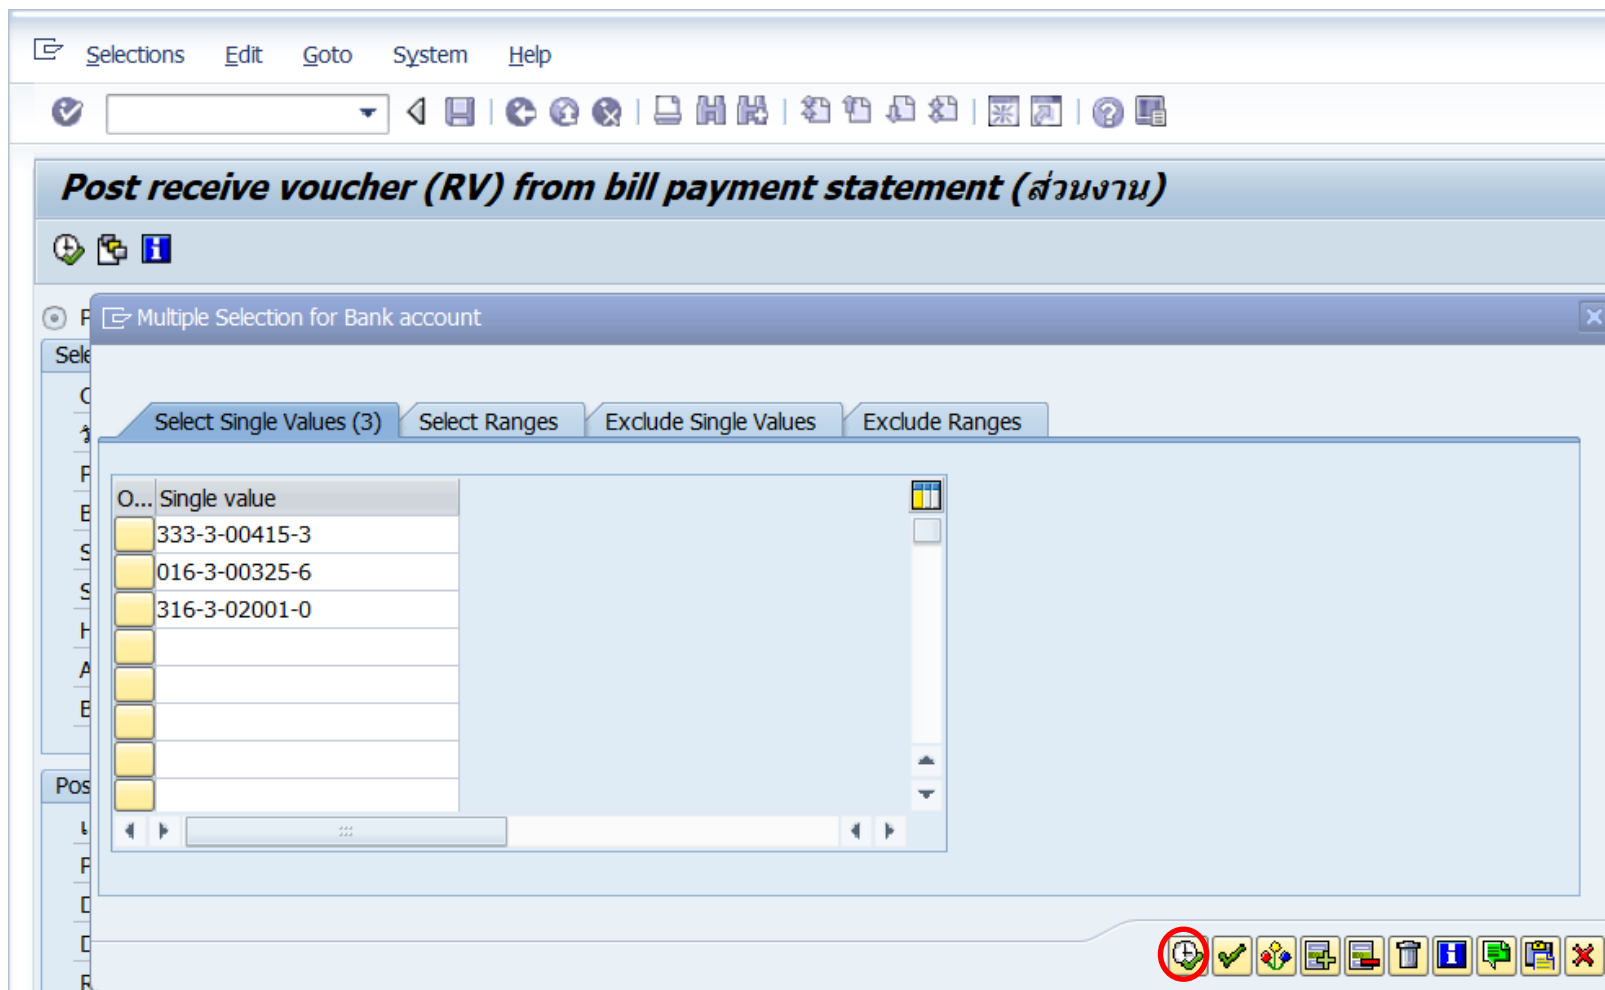 Selections Edit Goto System Help
Post receive voucher (RV) from bill payment statement (ส่วนงาน)
Multiple Selection for Bank account
Sele
Select Single Values (3) Select Ranges Exclude Single Values Exclude Ranges
O... Single value
333-3-00415-3
016-3-00325-6
316-3-02001-0
Pos